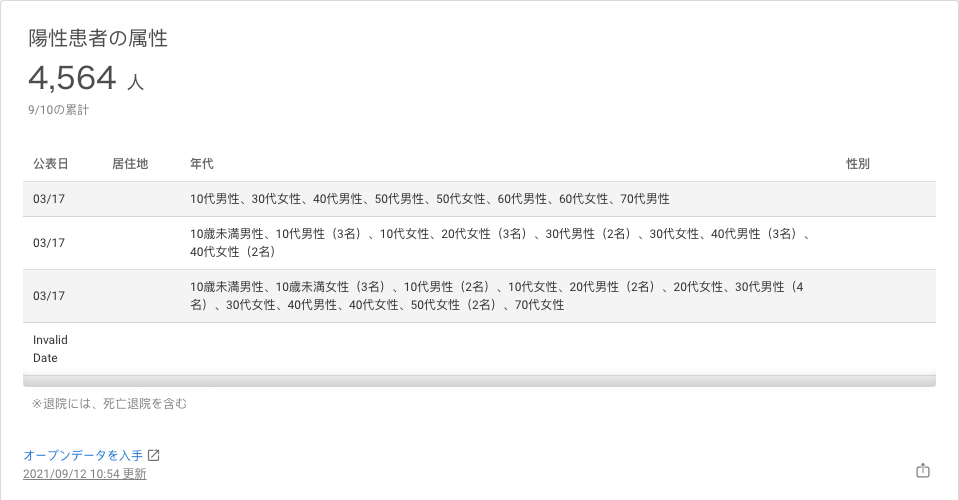 陽性患者の属性
4,564 人
9/10の累計
公表日 居住地 年代 性別
03/17 10代男性、30代女性、40代男性、50代男性、50代女性、60代男性、60代女性、70代男性
03/17 10歳未満男性、10代男性（3名）、10代女性、20代女性（3名）、30代男性（2名）、30代女性、40代男性（3名）、
40代女性（2名）
03/17 10歳未満男性、10歳未満女性（3名）、10代男性（2名）、10代女性、20代男性（2名）、20代女性、30代男性（4
名）、30代女性、40代男性、40代女性、50代女性（2名）、70代女性
Invalid
Date
※退院には、死亡退院を含む
オープンデータを入手
2021/09/12 10:54 更新